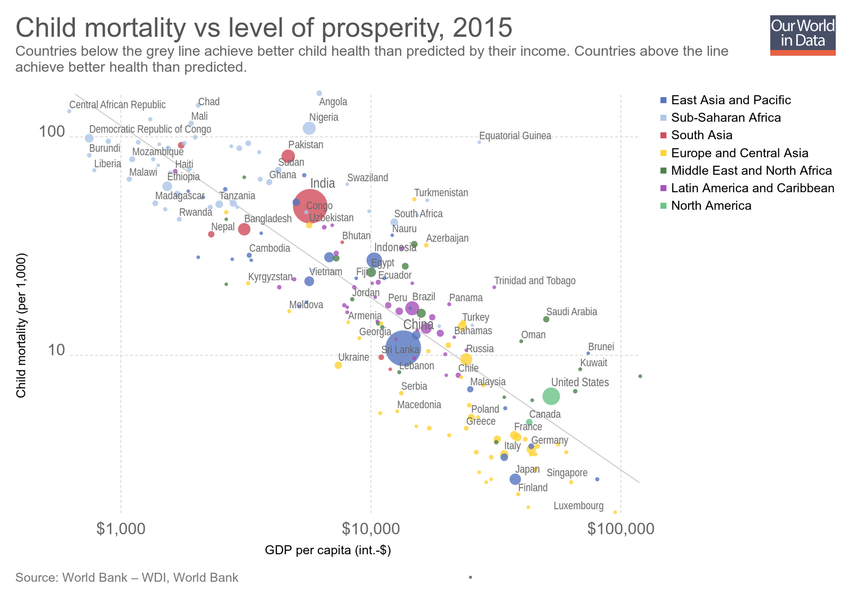 Child mortality vs level of prosperity, 2015
Countries below the grey line achieve better child health than predicted by their income. Countries above the line
achieve better health than predicted.
Our World
in Data
East Asia and Pacific
Sub-Saharan Africa
South Asia
Europe and Central Asia
Middle East and North Africa
Latin America and Caribbean
North America
Child mortality (per 1,000)
100
10
Central African Republic
Chad
Angola
Mali
Nigeria
Democratic Republic of Congo
Equatorial Guinea
Burundi
Mozambique
Pakistan
Liberia
Haiti
Sudan
Malawi
Ethiopia
Ghana
Swaziland
India
Madagascar
Tanzania
Turkmenistan
Congo
Rwanda
Bangladesh
Uzbekistan
South Africa
Nepal
Nauru
Bhutan
Azerbaijan
Cambodia
Indonesia
Egypt
Kyrgyzstan
Vietnam
Fiji
Ecuador
Trinidad and Tobago
Jordan
Peru
Brazil
Panama
Moldova
Armenia
Saudi Arabia
China
Turkey
Georgia
Bahamas
Oman
Sri Lanka
Russia
Brunei
Ukraine
Lebanon
Chile
Kuwait
Serbia
Malaysia
United States
Macedonia
Poland
Canada
Greece
France
Italy
Germany
Japan
Singapore
Finland
Luxembourg
$1,000
$10,000
$100,000
GDP per capita (int.-$)
Source: World Bank – WDI, World Bank